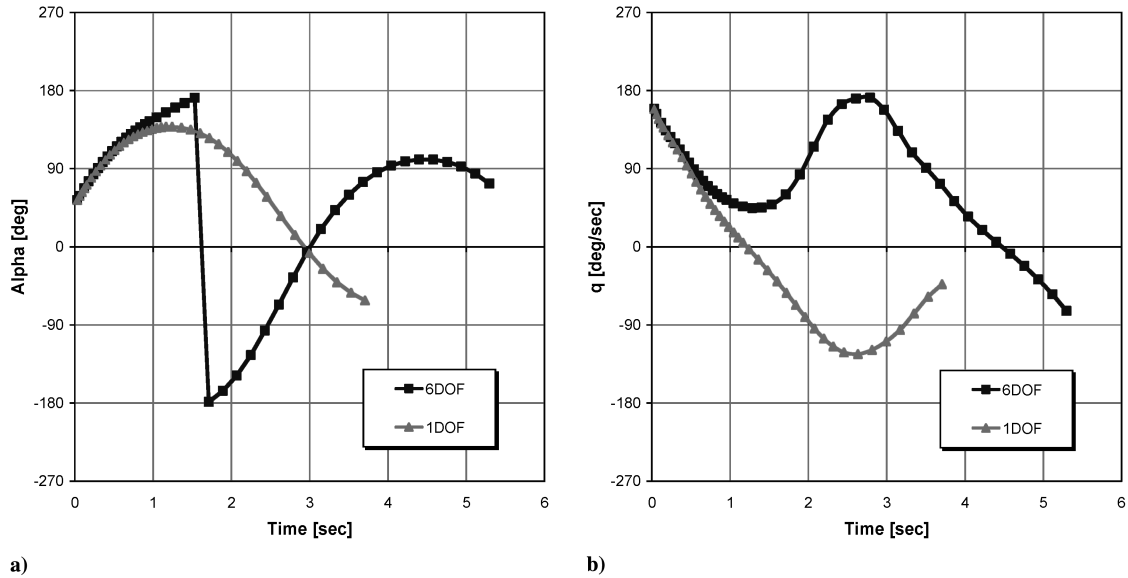 270
180
90
0
-90
-180
-270
Alpha [deg]
0 1 2 3 4 5 6
Time [sec]
6DOF
1DOF
a)
270
180
90
0
-90
-180
-270
q [deg/sec]
0 1 2 3 4 5 6
Time [sec]
6DOF
1DOF
b)